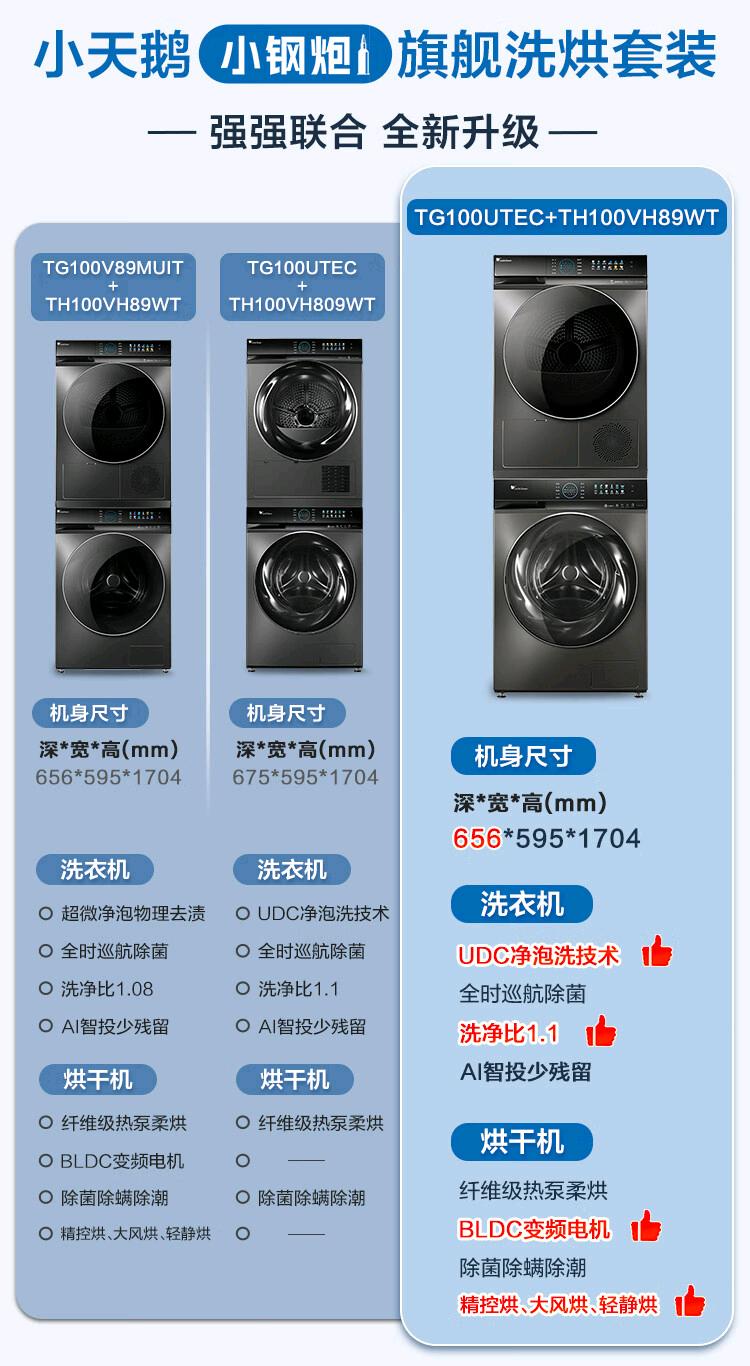 小天鹅 小钢炮 旗舰洗烘套装
强强联合 全新升级
TG100V89MUIT
+
TH100VH89WT
机身尺寸
深*宽*高(mm)
656*595*1704
洗衣机
超微净泡物理去渍
全时巡航除菌
洗净比1.08
AI智投少残留
烘干机
纤维级热泵柔烘
BLDC变频电机
除菌除螨除潮
精控烘、大风烘、轻静烘
TG100UTEC
+
TH100VH809WT
机身尺寸
深*宽*高(mm)
675*595*1704
洗衣机
UDC净泡洗技术
全时巡航除菌
洗净比1.1
AI智投少残留
烘干机
纤维级热泵柔烘
——
除菌除螨除潮
——
TG100UTEC+TH100VH89WT
机身尺寸
深*宽*高(mm)
656*595*1704
洗衣机
UDC净泡洗技术
全时巡航除菌
洗净比1.1
AI智投少残留
烘干机
纤维级热泵柔烘
BLDC变频电机
除菌除螨除潮
精控烘、大风烘、轻静烘